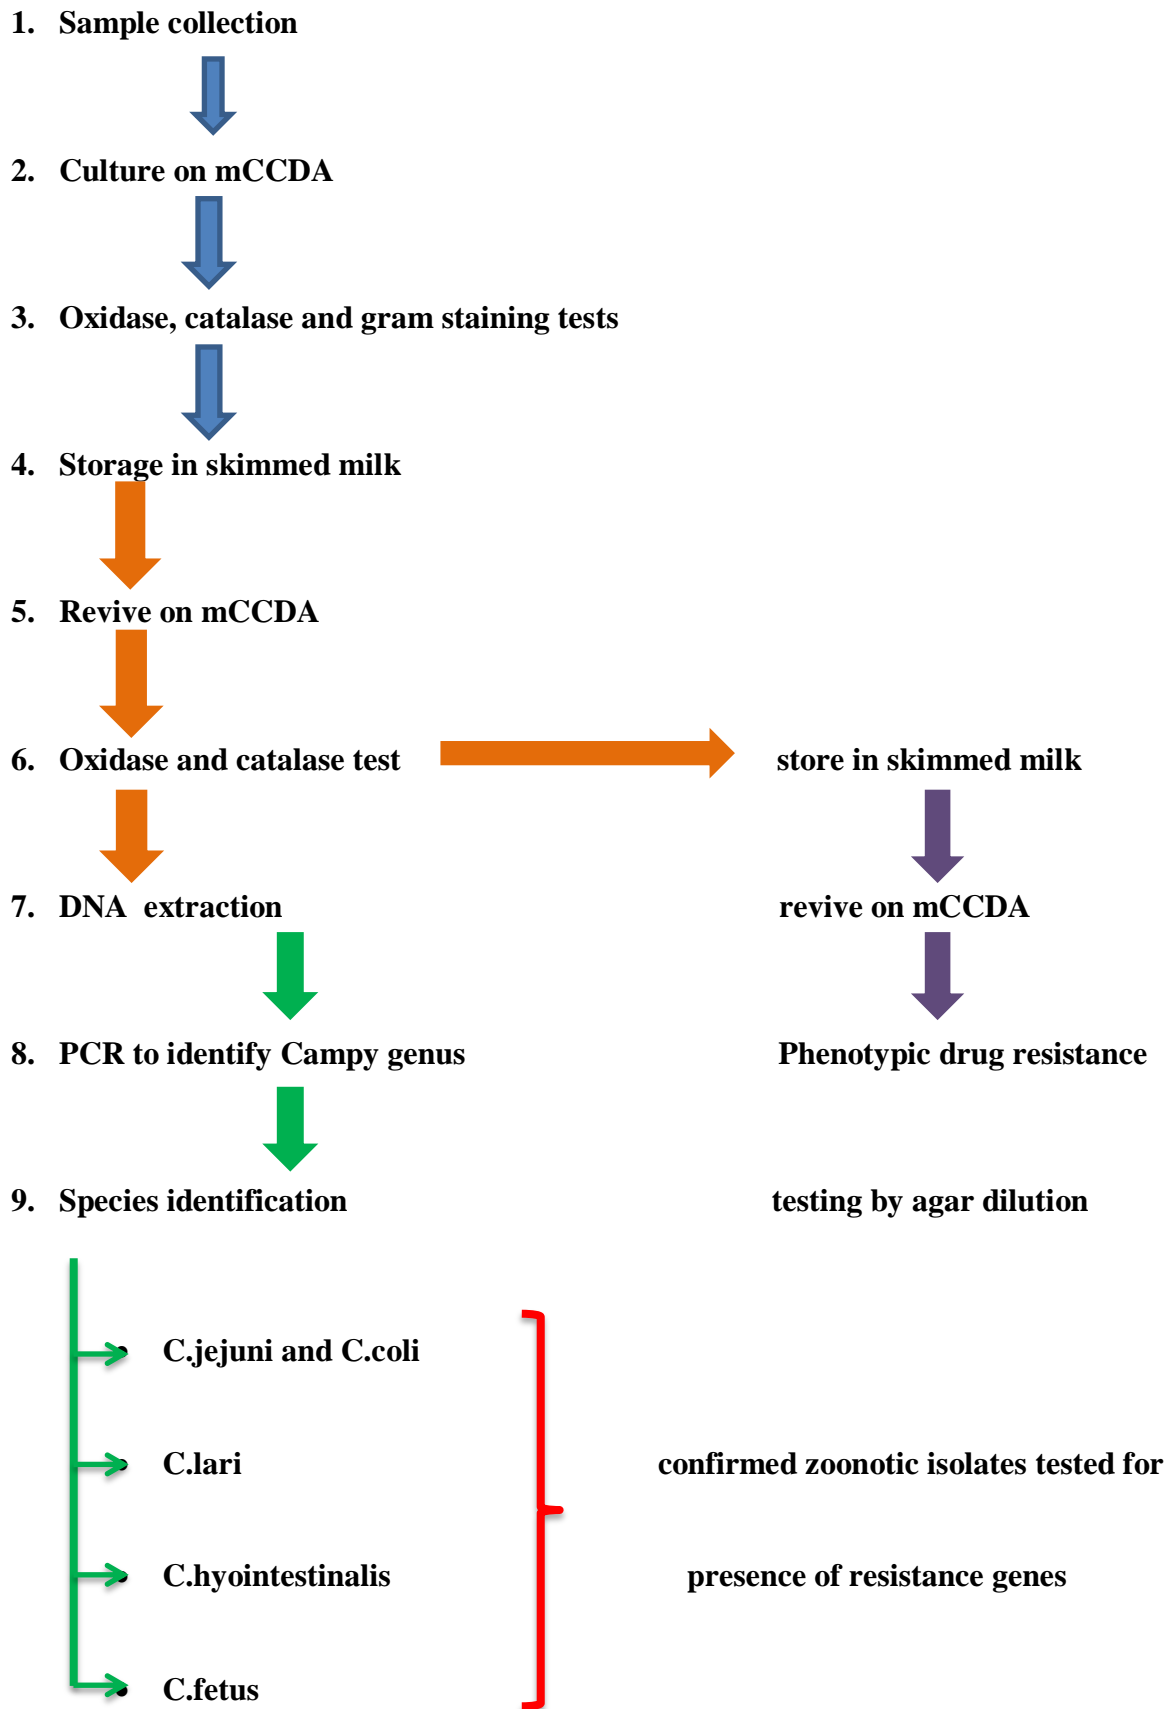 1. Sample collection
2. Culture on mCCDA
3. Oxidase, catalase and gram staining tests
4. Storage in skimmed milk
5. Revive on mCCDA
6. Oxidase and catalase test store in skimmed milk
7. DNA extraction revive on mCCDA
8. PCR to identify Campy genus Phenotypic drug resistance
9. Species identification testing by agar dilution
• C.jejuni and C.coli
• C.lari confirmed zoonotic isolates tested for
• C.hyointestinalis presence of resistance genes
• C.fetus